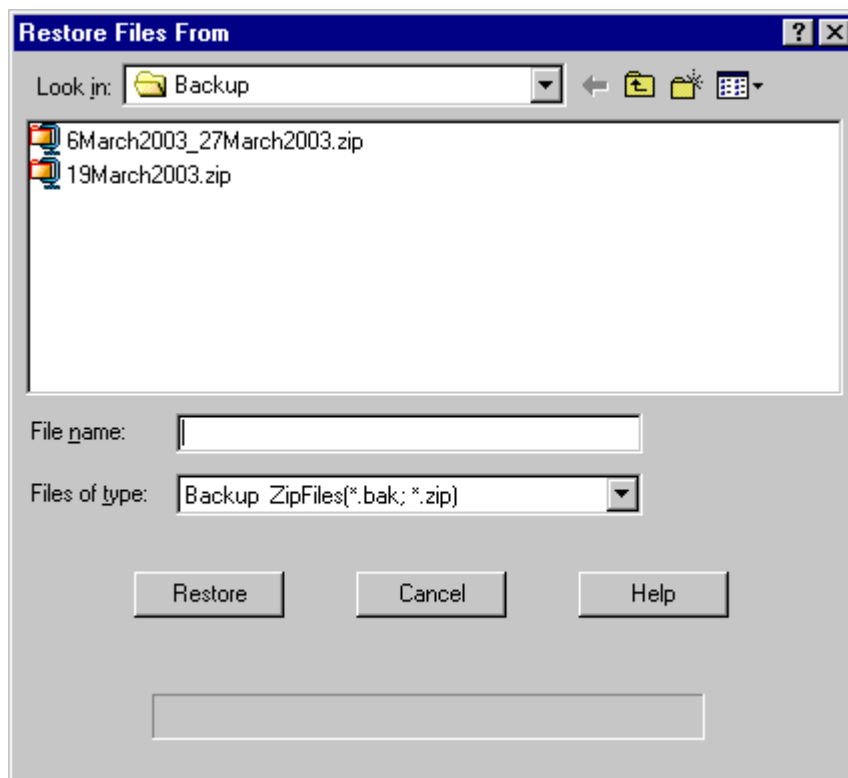 Restore Files From
Look in: Backup
6March2003_27March2003.zip
19March2003.zip
File name:
Files of type: Backup ZipFiles(*.bak; *.zip)
Restore Cancel Help